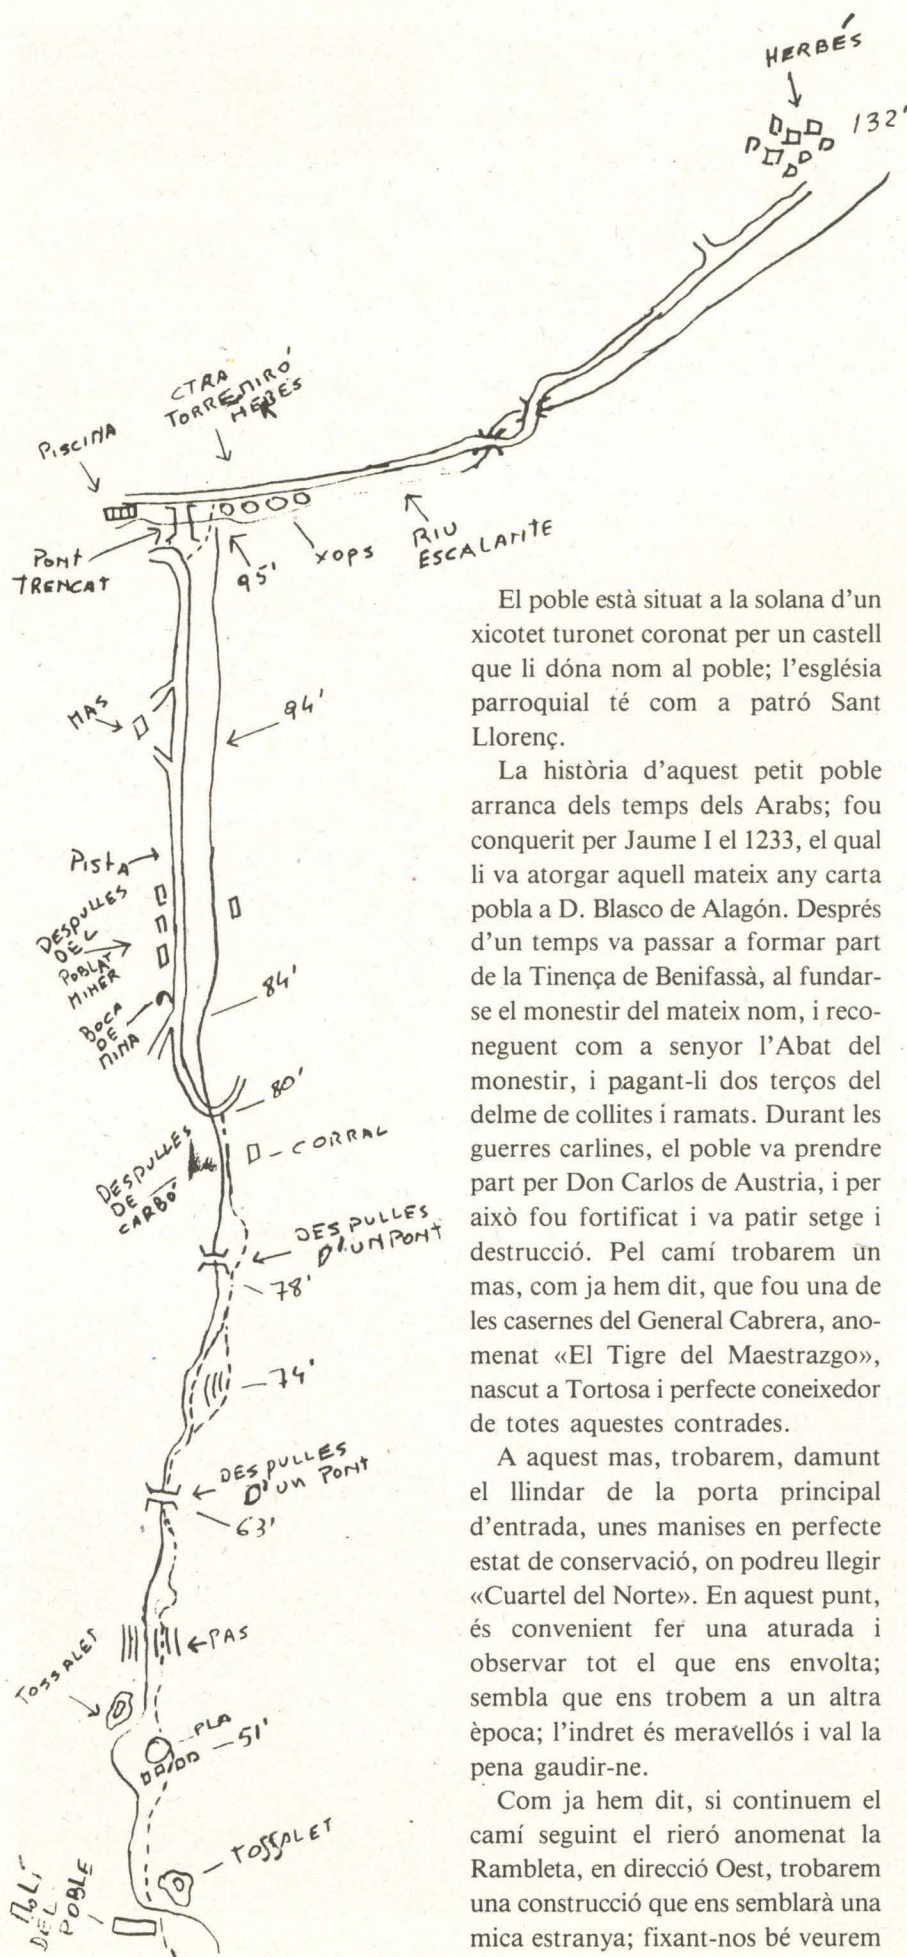 HERBÉS
132'
CTRA
TORREMIRÓ
HEBES
PISCINA
PONT
TRENCAT
95'
XOPS
RIU
ESCALANTE
MAS
94'
PISTA
DESPULLES
DEL
POBLAT
MINER
BOCA
DE
MINA
84'
80'
CORRAL
DESPULLES
DE
CARBÓ
DESPULLES
D'UN PONT
78'
74'
DESPULLES
D'UN PONT
63'
PAS
TOSSALET
PLA
51'
TOSSALET
MOLÍ
DEL
POBLE
El poble està situat a la solana d'un
xicotet turonet coronat per un castell
que li dóna nom al poble; l'església
parroquial té com a patró Sant
Llorenç.
La història d'aquest petit poble
arranca dels temps dels Arabs; fou
conquerit per Jaume I el 1233, el qual
li va atorgar aquell mateix any carta
pobla a D. Blasco de Alagón. Després
d'un temps va passar a formar part
de la Tinença de Benifassà, al fundar-
se el monestir del mateix nom, i reco-
neguent com a senyor l'Abat del
monestir, i pagant-li dos terços del
delme de collites i ramats. Durant les
guerres carlines, el poble va prendre
part per Don Carlos de Austria, i per
això fou fortificat i va patir setge i
destrucció. Pel camí trobarem un
mas, com ja hem dit, que fou una de
les casernes del General Cabrera, ano-
menat «El Tigre del Maestrazgo»,
nascut a Tortosa i perfecte coneixedor
de totes aquestes contrades.
A aquest mas, trobarem, damunt
el llindar de la porta principal
d'entrada, unes manises en perfecte
estat de conservació, on podreu llegir
«Cuartel del Norte». En aquest punt,
és convenient fer una aturada i
observar tot el que ens envolta;
sembla que ens trobem a un altra
època; l'indret és meravellós i val la
pena gaudir-ne.
Com ja hem dit, si continuem el
camí seguint el rieró anomenat la
Rambleta, en direcció Oest, trobarem
una construcció que ens semblarà una
mica estranya; fixant-nos bé veurem